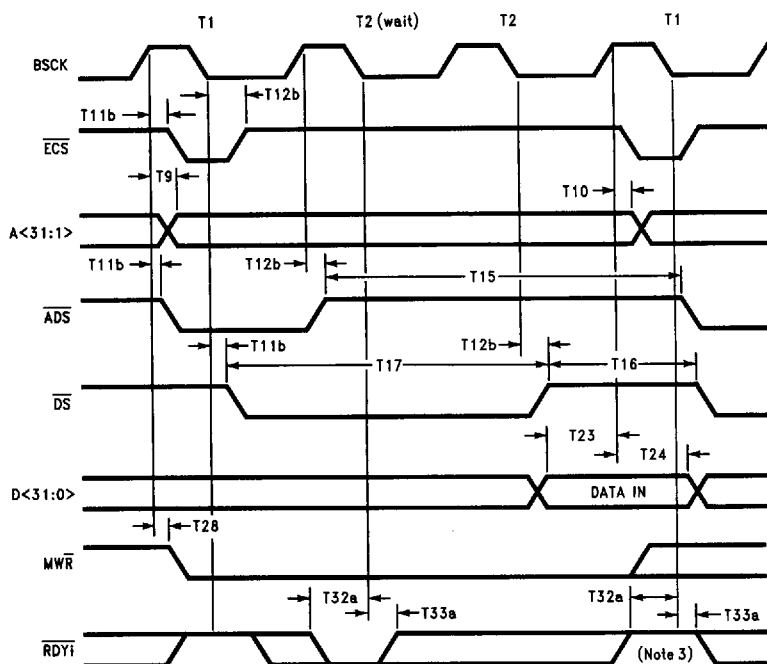 T1 T2 (wait) T2 T1
BSCK
T11b T12b
ECS
T9 T10
A<31:1>
T11b T12b T15
ADS
T11b T17 T12b T16
DS
T23 T24
D<31:0> DATA IN
T28
MWR
T32a T33a T32a T33a
RDYi (Note 3)